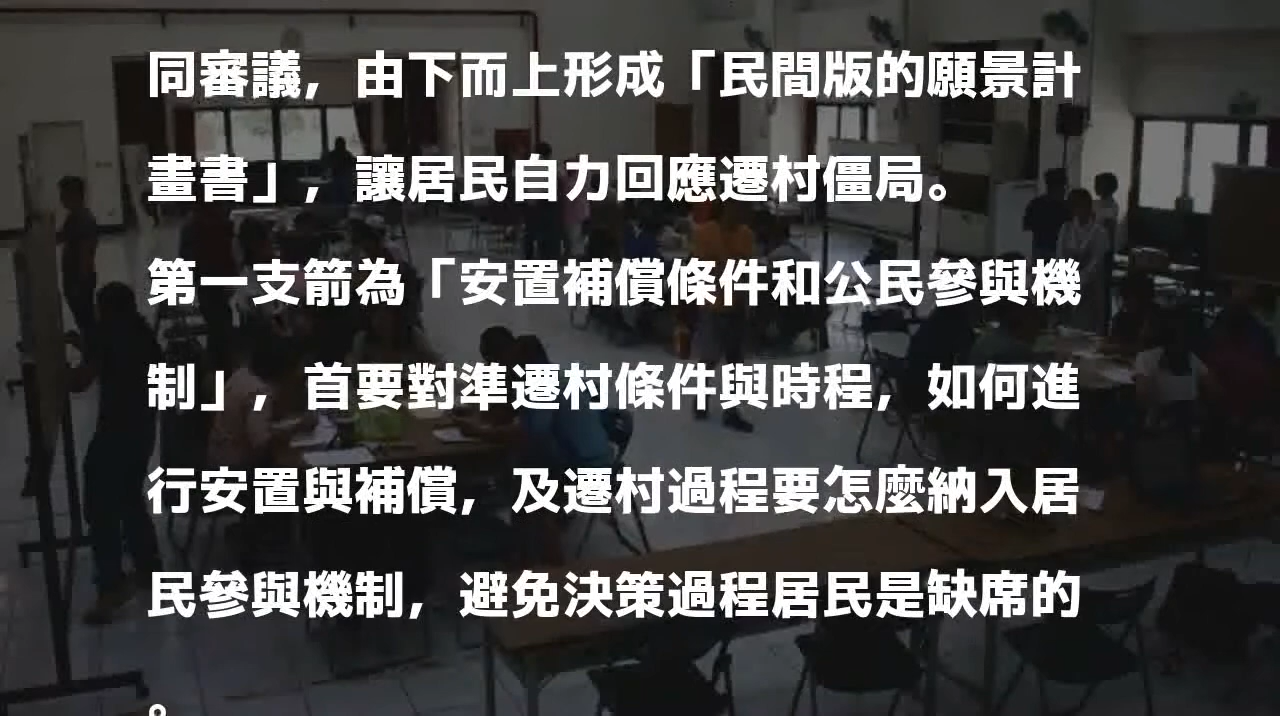 同審議，由下而上形成「民間版的願景計
畫書」，讓居民自力回應遷村僵局。
第一支箭為「安置補償條件和公民參與機
制」，首要對準遷村條件與時程，如何進
行安置與補償，及遷村過程要怎麼納入居
民參與機制，避免決策過程居民是缺席的
。